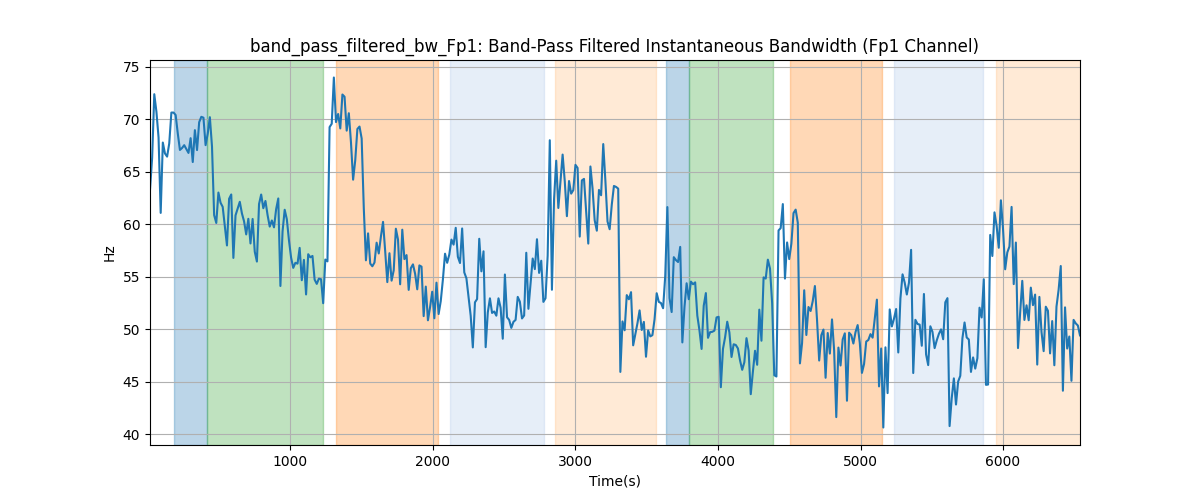 band_pass_filtered_bw_Fp1: Band-Pass Filtered Instantaneous Bandwidth (Fp1 Channel)
75
70
65
60
55
50
45
40
Hz
1000 2000 3000 4000 5000 6000
Time(s)